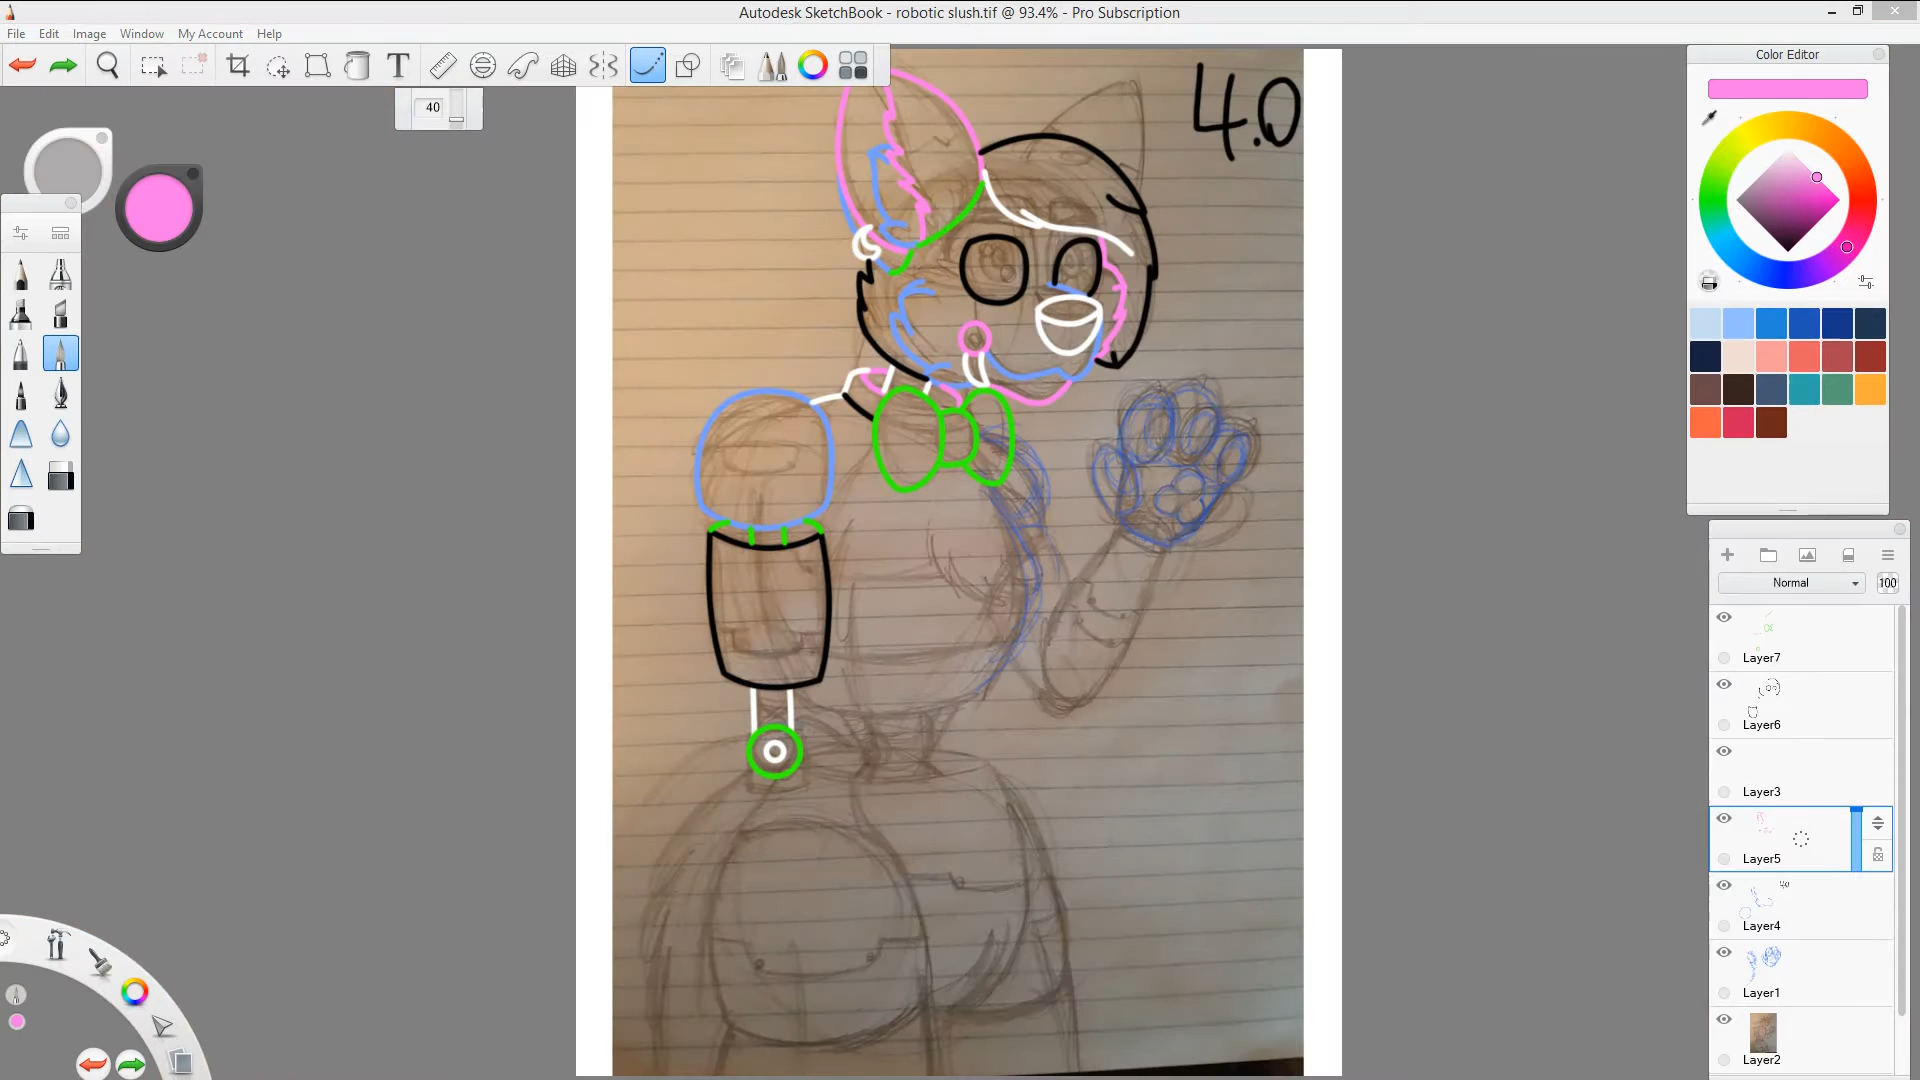 Autodesk SketchBook - robotic slush.tif @ 93.4% - Pro Subscription
File Edit Image Window My Account Help
T
40
4.0
Color Editor
Normal 100
Layer7
Layer6
Layer3
Layer5
Layer4
Layer1
Layer2